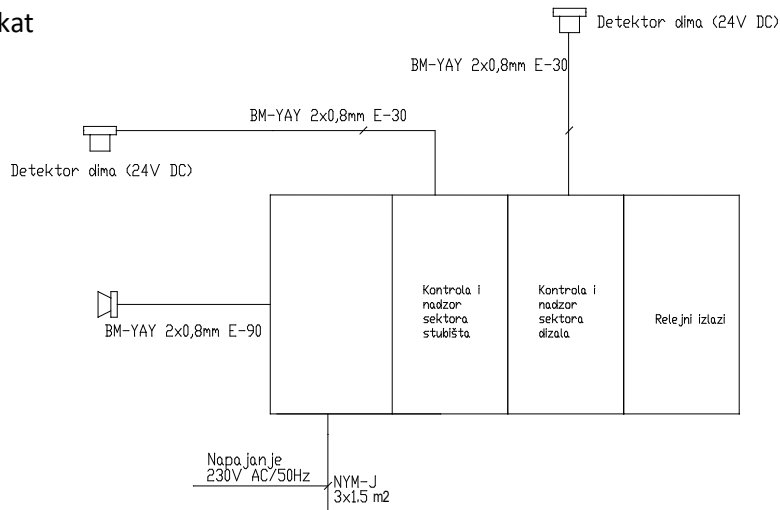 kat
Detektor dima (24V DC)
BM-YAY 2x0,8mm E-30
BM-YAY 2x0,8mm E-30
Detektor dima (24V DC)
Kontrola i
nadzor
sektora
stubišta
Kontrola i
nadzor
sektora
dizala
Relejni izlazi
BM-YAY 2x0,8mm E-90
Napajanje
230V AC/50Hz
NYM-J
3x1.5 m2